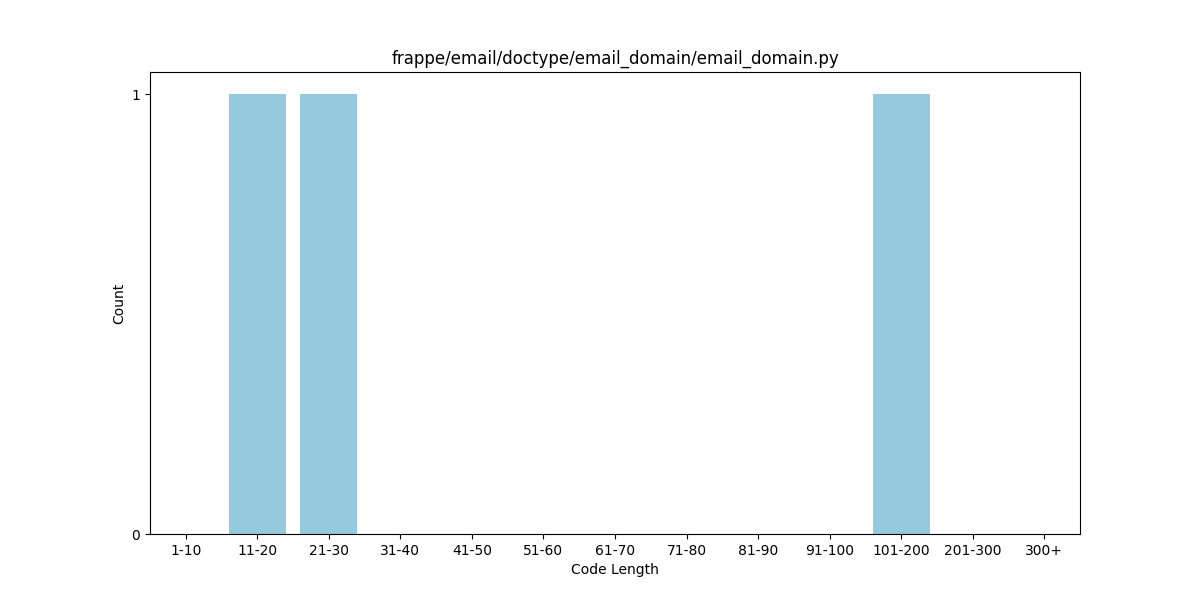 frappe/email/doctype/email_domain/email_domain.py
1
Count
0
1-10 11-20 21-30 31-40 41-50 51-60 61-70 71-80 81-90 91-100 101-200 201-300 300+
Code Length